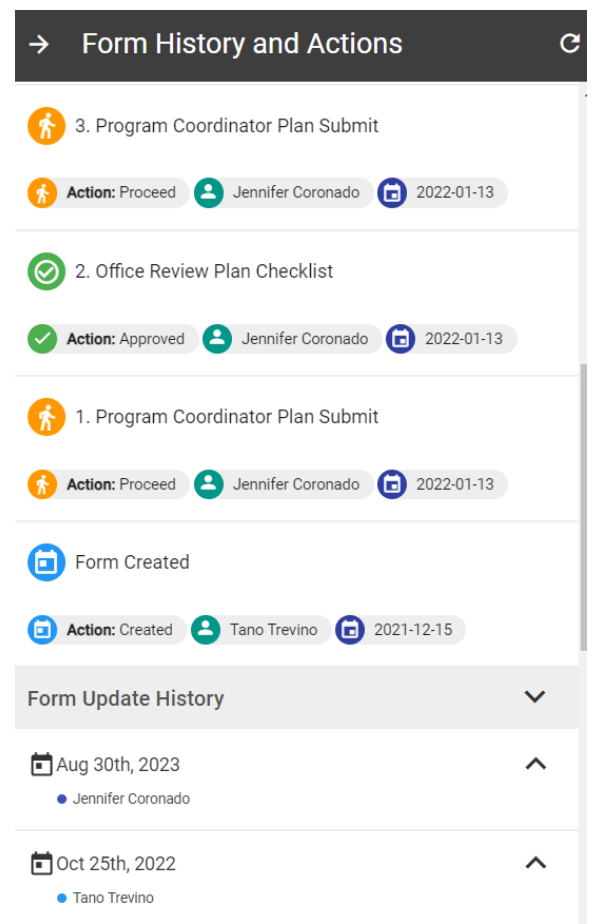 Form History and Actions
3. Program Coordinator Plan Submit
Action: Proceed Jennifer Coronado 2022-01-13
2. Office Review Plan Checklist
Action: Approved Jennifer Coronado 2022-01-13
1. Program Coordinator Plan Submit
Action: Proceed Jennifer Coronado 2022-01-13
Form Created
Action: Created Tano Trevino 2021-12-15
Form Update History
Aug 30th, 2023
Jennifer Coronado
Oct 25th, 2022
Tano Trevino